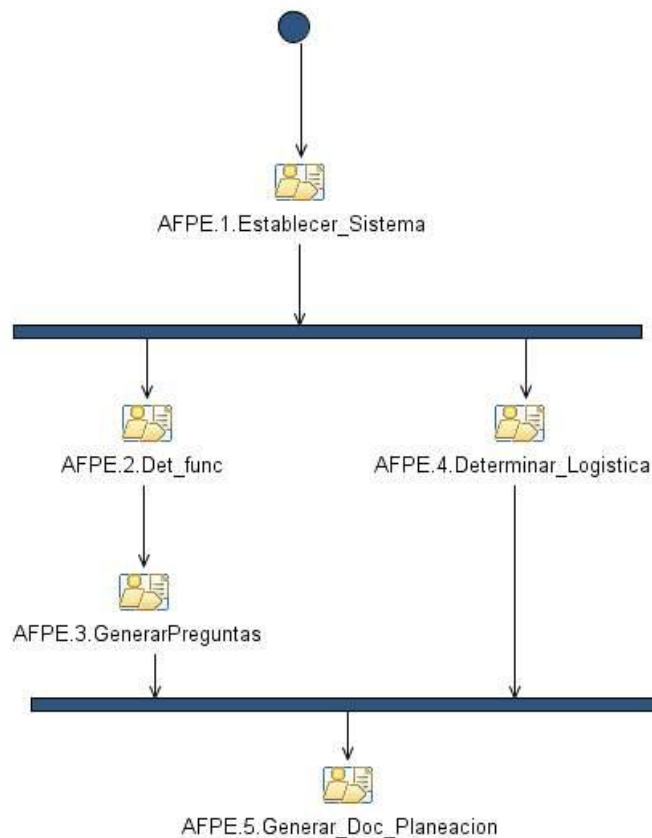 AFPE.1.Establecer_Sistema
AFPE.2.Det_func
AFPE.4.Determinar_Logistica
AFPE.3.GenerarPreguntas
AFPE.5.Generar_Doc_Planeacion